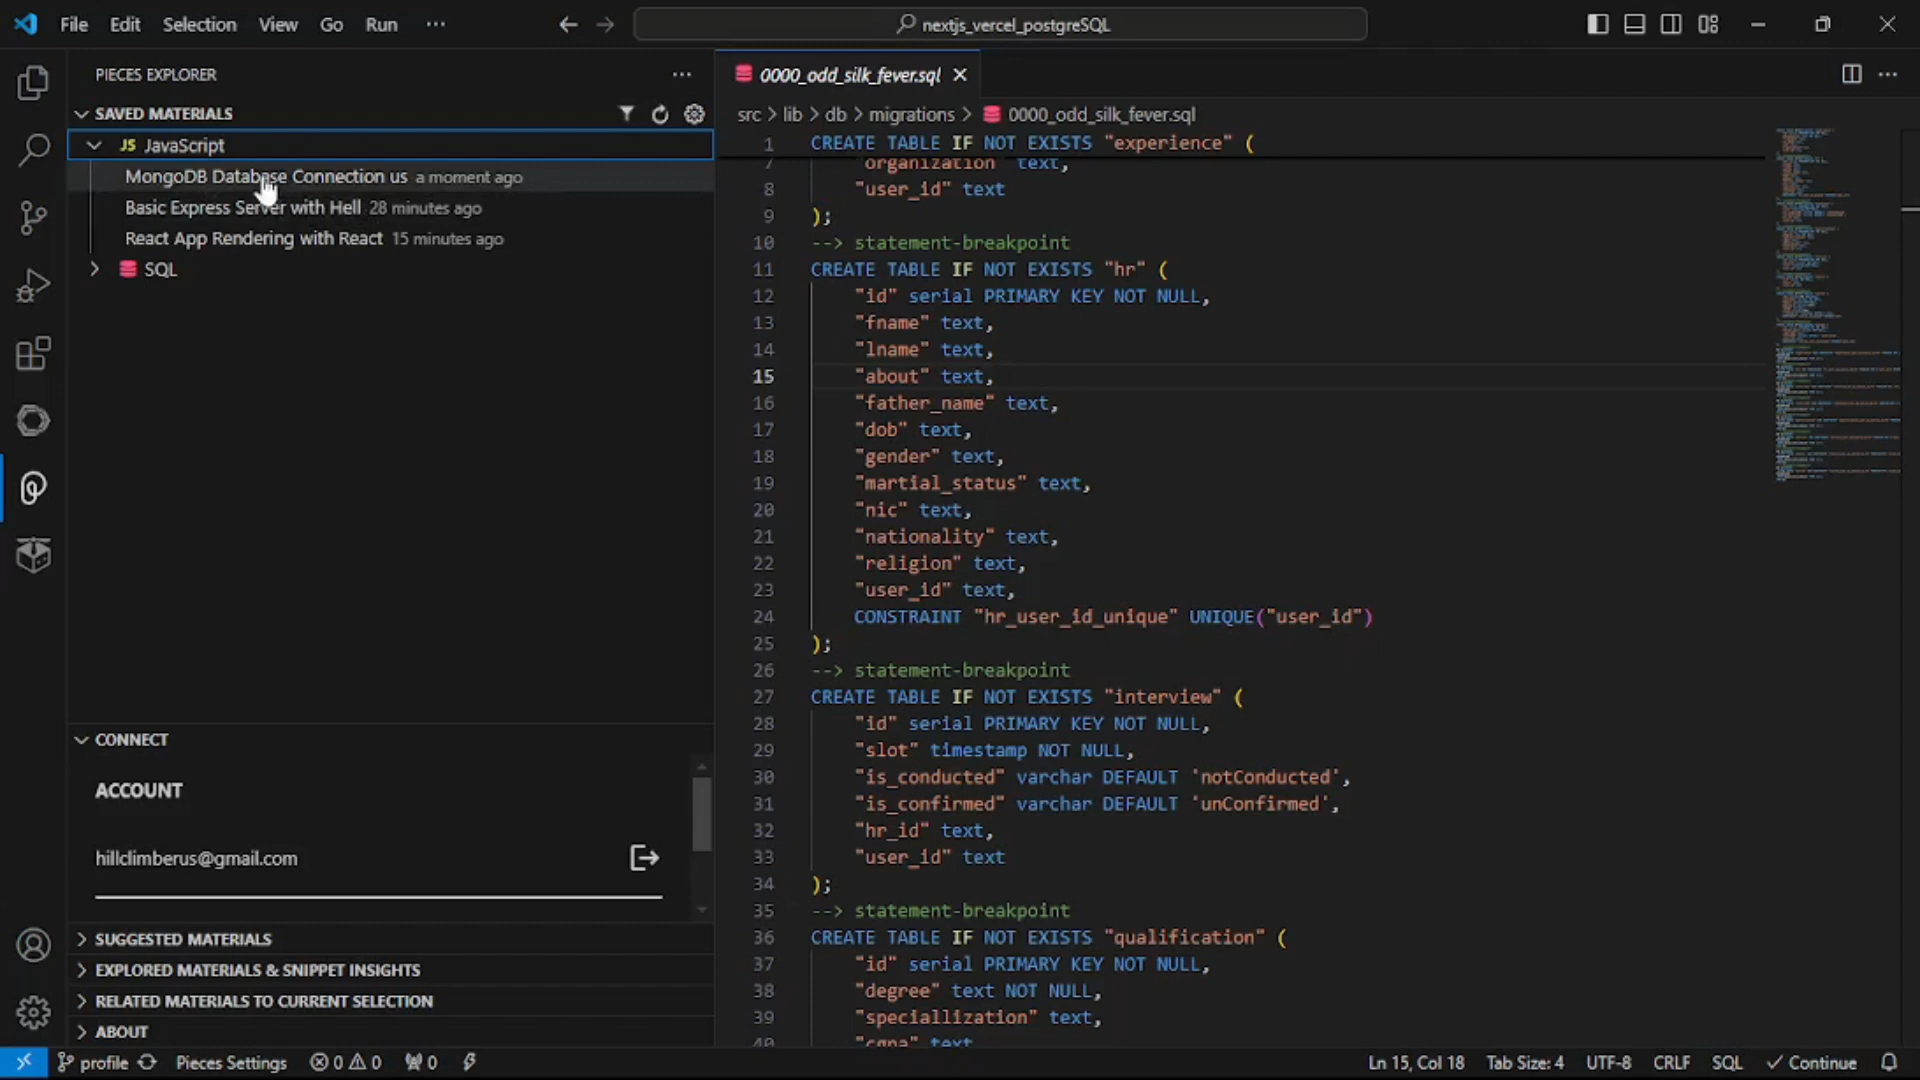 File Edit Selection View Go Run ···
nextjs_vercel_postgreSQL
PIECES EXPLORER
SAVED MATERIALS
JS JavaScript
MongoDB Database Connection us a moment ago
Basic Express Server with Hell 28 minutes ago
React App Rendering with React 15 minutes ago
SQL
CONNECT
ACCOUNT
hillclimberus@gmail.com
SUGGESTED MATERIALS
EXPLORED MATERIALS & SNIPPET INSIGHTS
RELATED MATERIALS TO CURRENT SELECTION
ABOUT
0000_odd_silk_fever.sql
src > lib > db > migrations > 0000_odd_silk_fever.sql
1 CREATE TABLE IF NOT EXISTS "experience" (
7 "organization" text,
8 "user_id" text
9 );
10 --> statement-breakpoint
11 CREATE TABLE IF NOT EXISTS "hr" (
12 "id" serial PRIMARY KEY NOT NULL,
13 "fname" text,
14 "lname" text,
15 "about" text,
16 "father_name" text,
17 "dob" text,
18 "gender" text,
19 "martial_status" text,
20 "nic" text,
21 "nationality" text,
22 "religion" text,
23 "user_id" text,
24 CONSTRAINT "hr_user_id_unique" UNIQUE("user_id")
25 );
26 --> statement-breakpoint
27 CREATE TABLE IF NOT EXISTS "interview" (
28 "id" serial PRIMARY KEY NOT NULL,
29 "slot" timestamp NOT NULL,
30 "is_conducted" varchar DEFAULT 'notConducted',
31 "is_confirmed" varchar DEFAULT 'unConfirmed',
32 "hr_id" text,
33 "user_id" text
34 );
35 --> statement-breakpoint
36 CREATE TABLE IF NOT EXISTS "qualification" (
37 "id" serial PRIMARY KEY NOT NULL,
38 "degree" text NOT NULL,
39 "speciallization" text,
40 "cgpa" text
profile Pieces Settings 0 0 0 Ln 15, Col 18 Tab Size: 4 UTF-8 CRLF SQL Continue